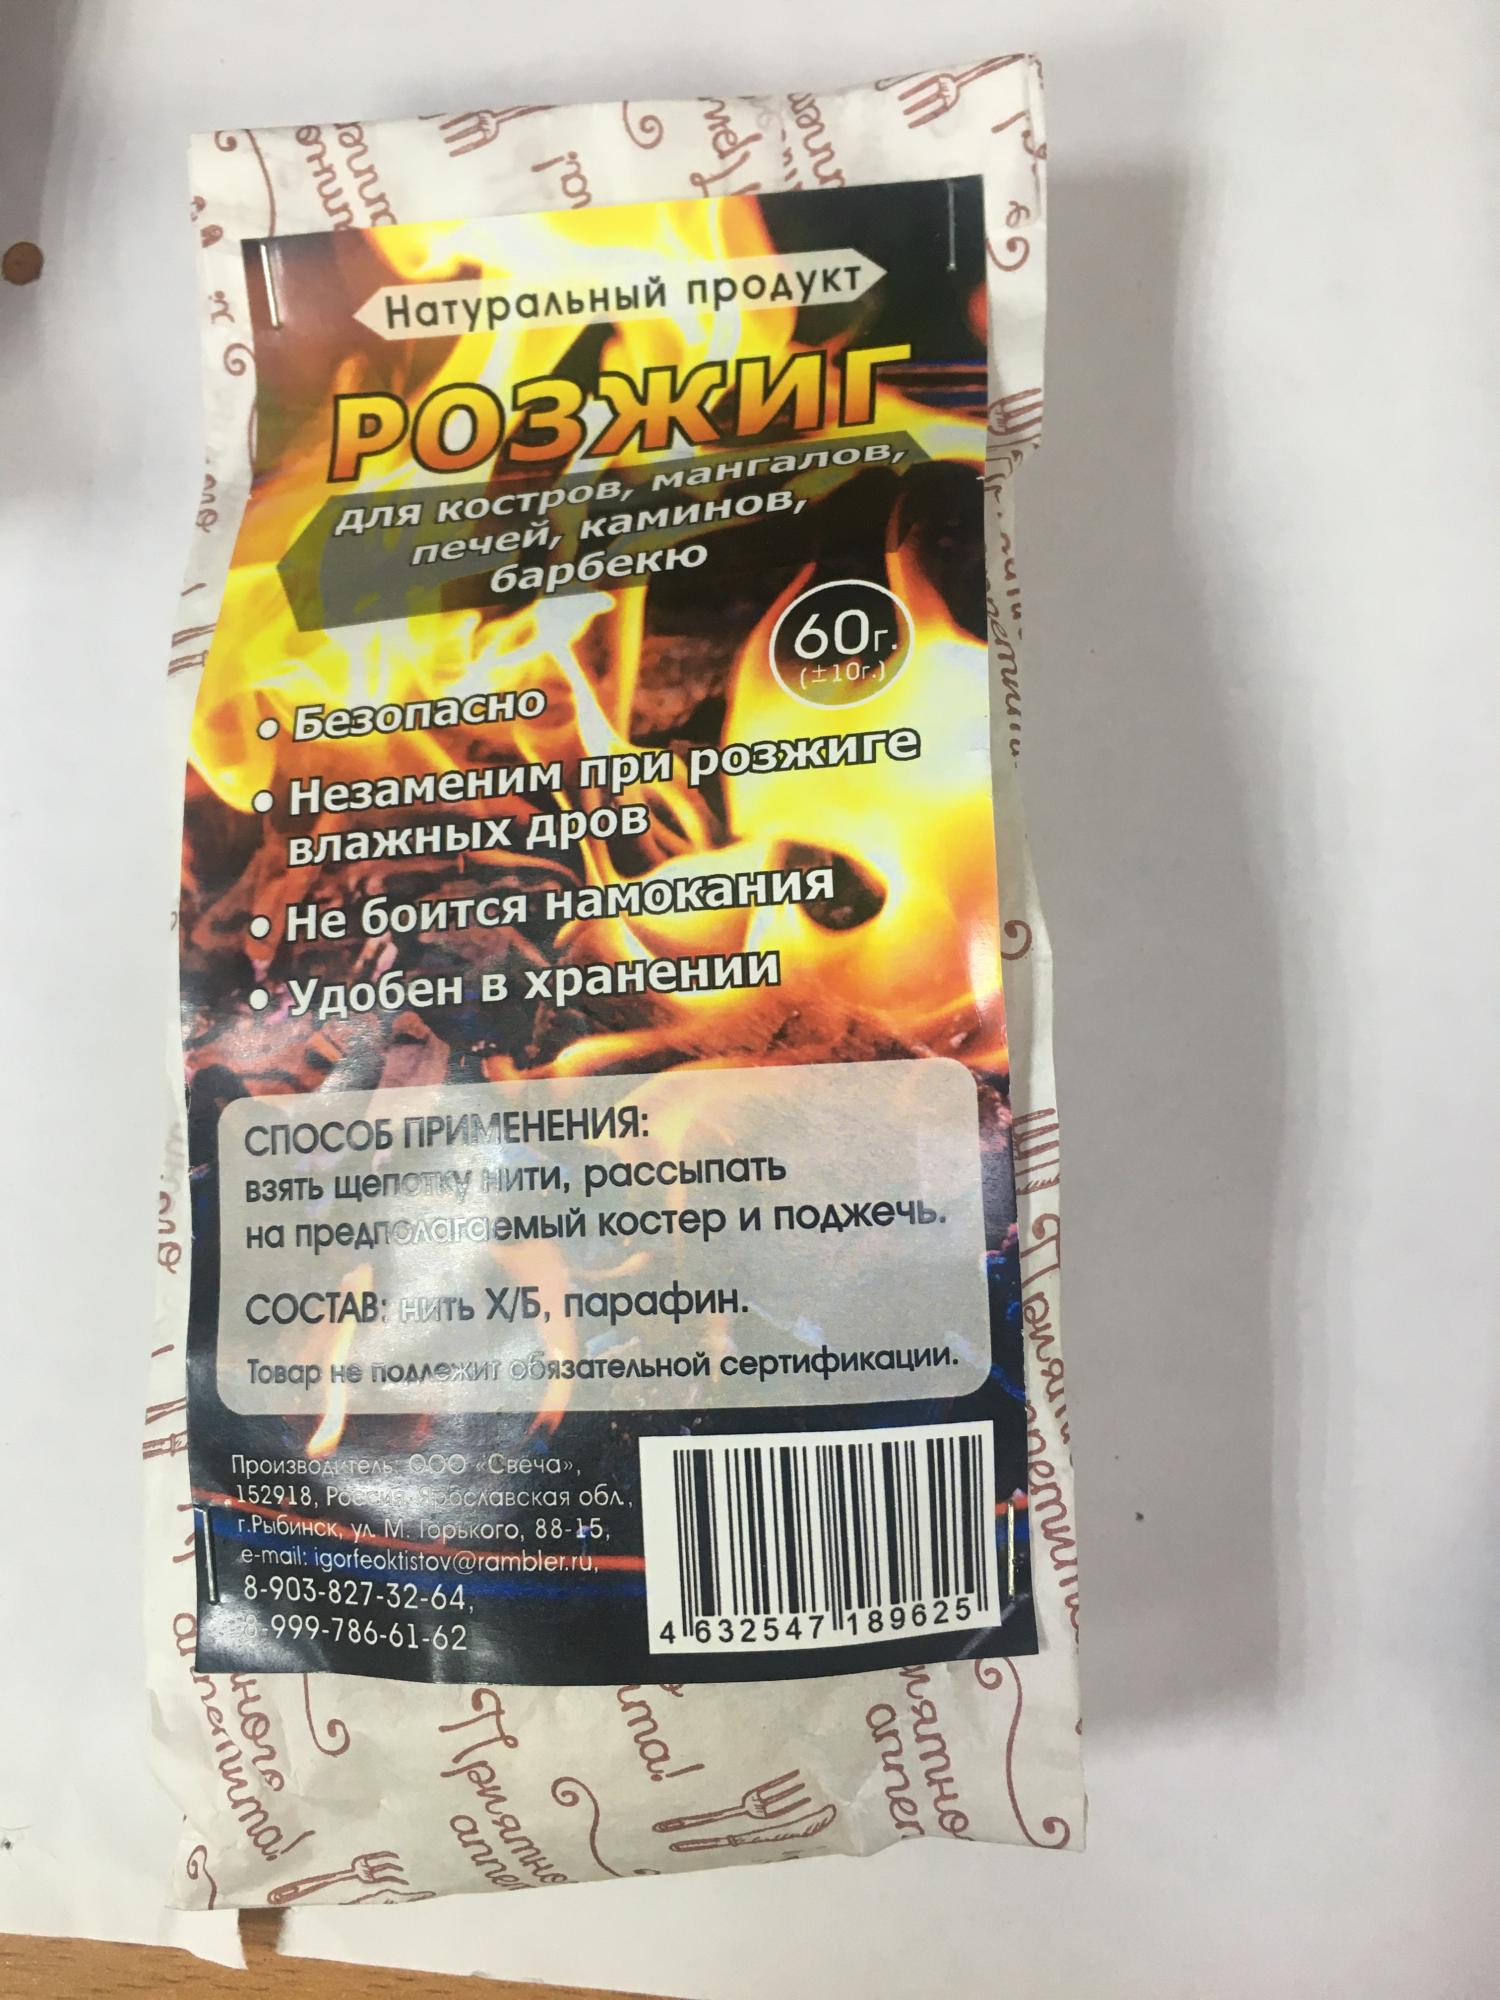 Натуральный продукт
РОЗЖИГ
для костров, мангалов,
печей, каминов,
барбекю
60г.
(±10г.)
• Безопасно
• Незаменим при розжиге
влажных дров
• Не боится намокания
• Удобен в хранении
СПОСОБ ПРИМЕНЕНИЯ:
взять щепотку нити, рассыпать
на предполагаемый костер и поджечь.
СОСТАВ: нить Х/Б, парафин.
Товар не подлежит обязательной сертификации.
Производитель: ООО «Свеча»,
152918, Россия, Ярославская обл.,
г.Рыбинск, ул. М. Горького, 88-15,
e-mail: igorfeoktistov@rambler.ru,
8-903-827-32-64,
8-999-786-61-62
4 632547 189625
Приятно